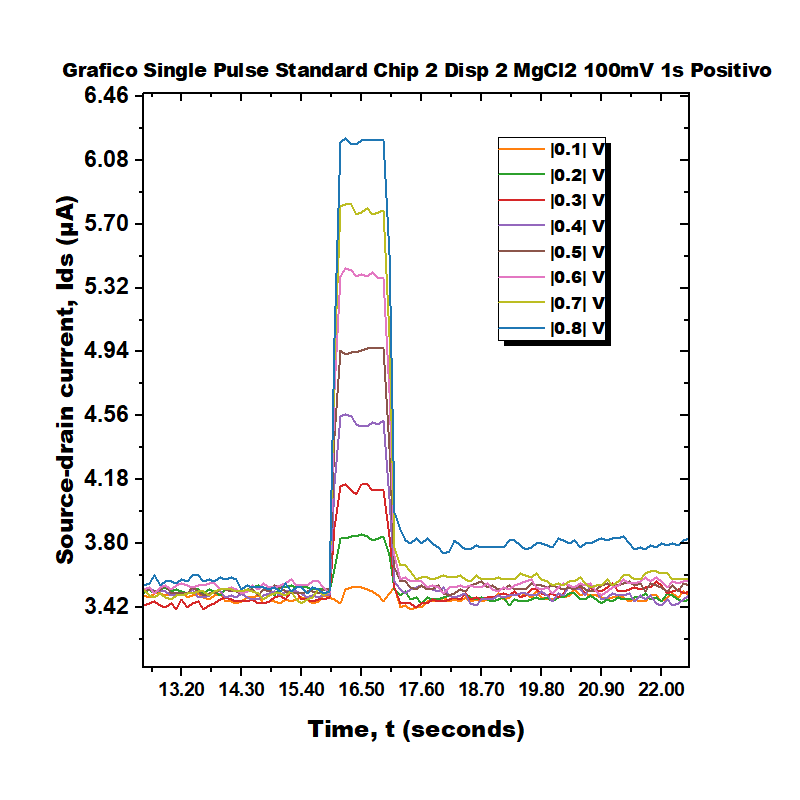 Grafico Single Pulse Standard Chip 2 Disp 2 MgCl2 100mV 1s Positivo
6.46
6.08
5.70
5.32
4.94
4.56
4.18
3.80
3.42
Source-drain current, Ids (µA)
|0.1| V
|0.2| V
|0.3| V
|0.4| V
|0.5| V
|0.6| V
|0.7| V
|0.8| V
13.20 14.30 15.40 16.50 17.60 18.70 19.80 20.90 22.00
Time, t (seconds)